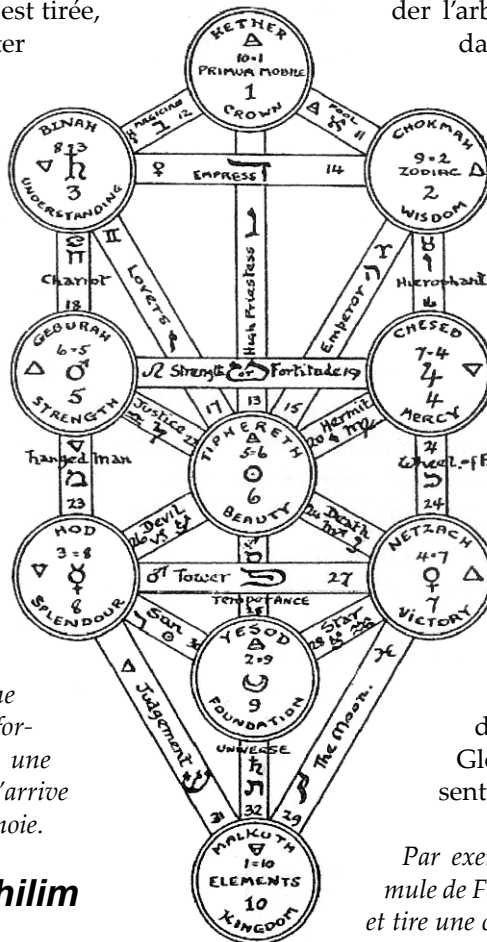 est tirée,
ter
der l'arb
da
KETHER
10=1
PRIMUM MOBILE
1
CROWN
MAGICIAN
12
FOOL
11
BINAH
8=3
♄
3
UNDERSTANDING
CHOKMAH
9=2
ZODIAC
2
WISDOM
♀
EMPRESS
14
♊
Lovers
17
High Priestess
13
♈
Emperor
15
♋
Chariot
18
♉
Hierophant
16
GEBURAH
6=5
♂
5
STRENGTH
CHESED
7=4
♃
4
MERCY
♌ Strength or Fortitude 19
Justice
22
Hermit ♍
20
TIPHERETH
5=6
☉
6
BEAUTY
Hanged Man
23
♃
Wheel of F
24
26 Devil
Death
HOD
3=8
☿
8
SPLENDOUR
NETZACH
4=7
♀
7
VICTORY
♂ Tower 27
TEMPERANCE
Sun
☉ 30
Star
28
YESOD
2=9
9
FOUNDATION
Judgement
31
♓
The Moon.
29
UNIVERSE
♄
32
MALKUTH
1=10
ELEMENTS
10
KINGDOM
ne
for-
une
'arrive
noie.
hilim
d
Glo
sent
Par exen
mule de F
et tire une c